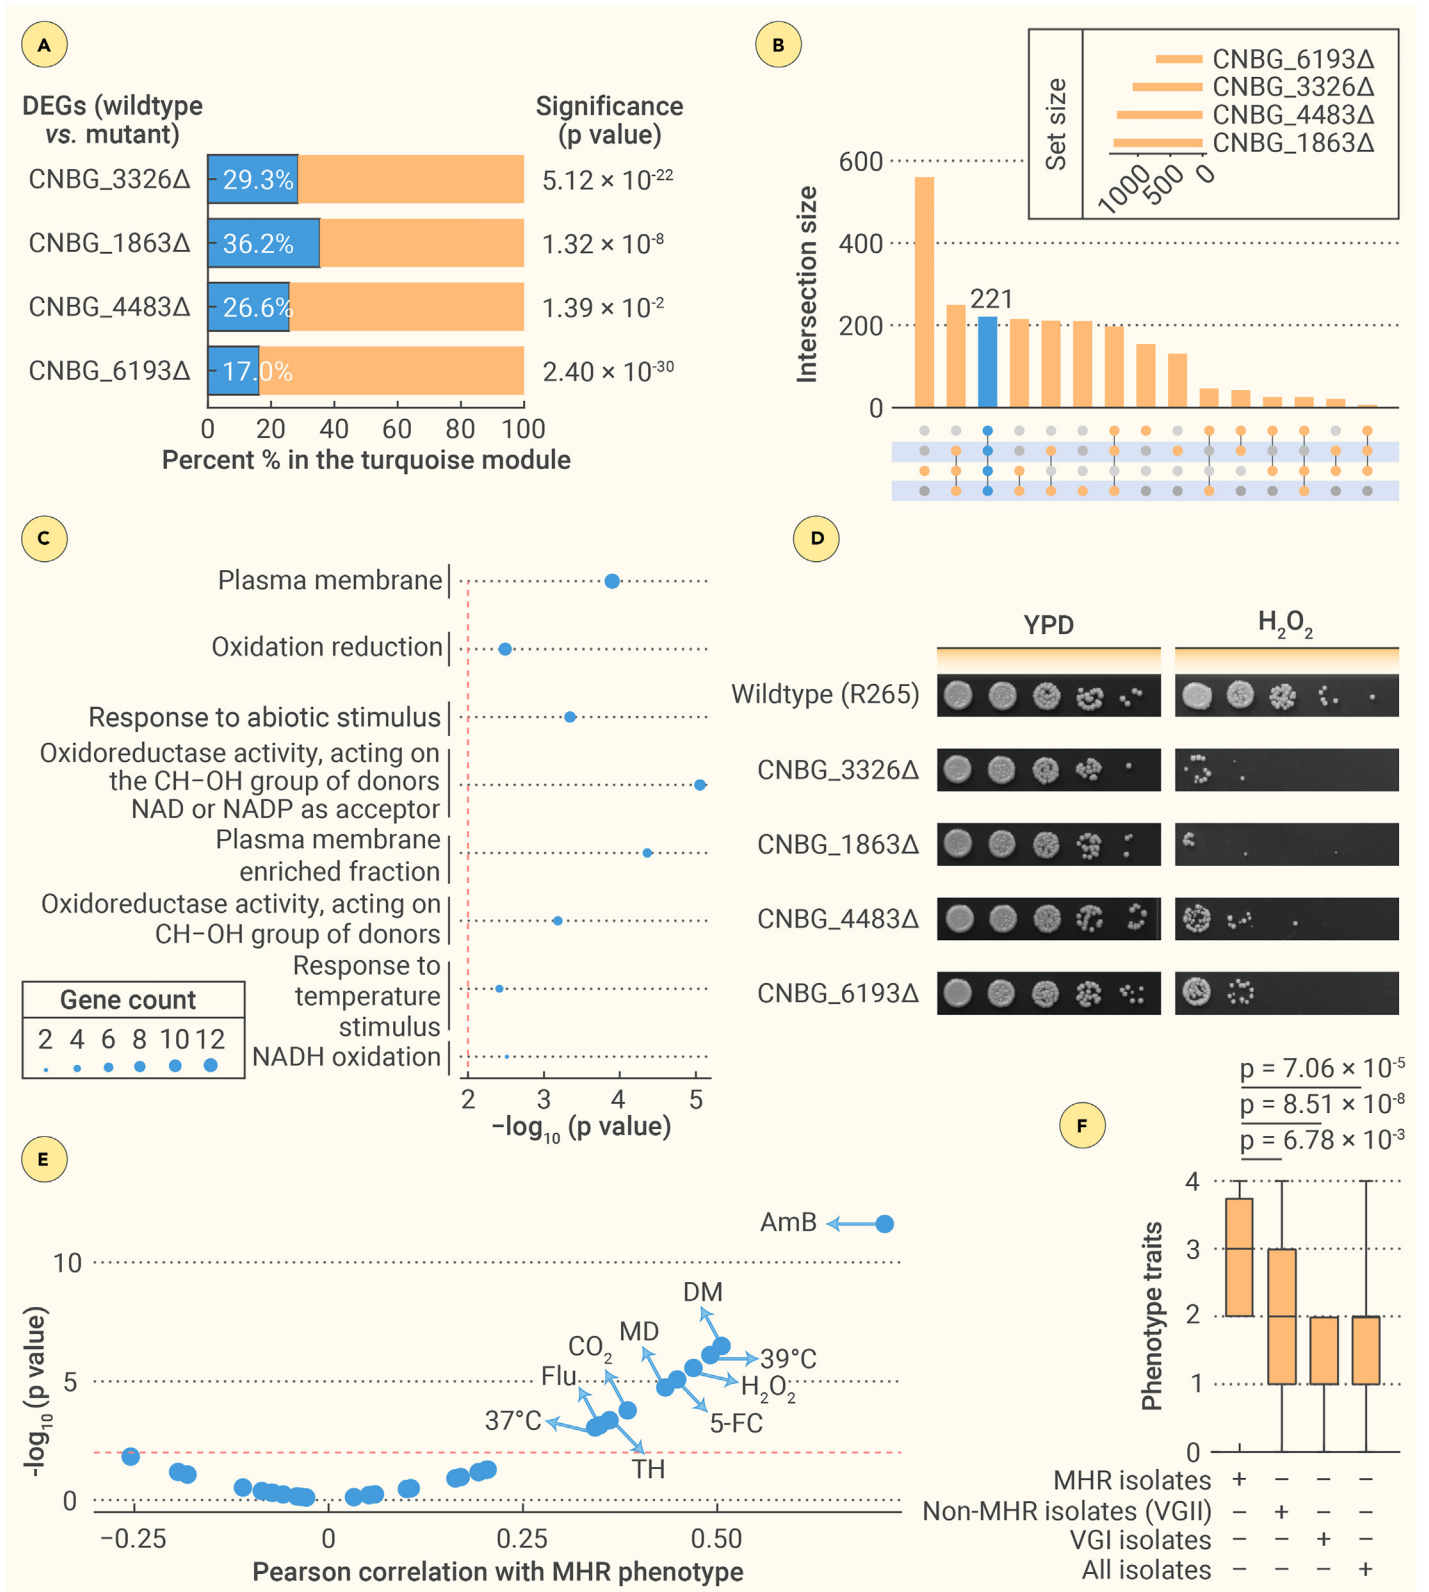 A
DEGs (wildtype
vs. mutant)
Significance
(p value)
CNBG_3326Δ
29.3%
5.12 × 10⁻²²
CNBG_1863Δ
36.2%
1.32 × 10⁻⁸
CNBG_4483Δ
26.6%
1.39 × 10⁻²
CNBG_6193Δ
17.0%
2.40 × 10⁻³⁰
0 20 40 60 80 100
Percent % in the turquoise module
B
Set size
CNBG_6193Δ
CNBG_3326Δ
CNBG_4483Δ
CNBG_1863Δ
1000 500 0
Intersection size
600
400
200
0
221
C
Plasma membrane
Oxidation reduction
Response to abiotic stimulus
Oxidoreductase activity, acting on
the CH−OH group of donors
NAD or NADP as acceptor
Plasma membrane
enriched fraction
Oxidoreductase activity, acting on
CH−OH group of donors
Response to
temperature
stimulus
NADH oxidation
Gene count
2 4 6 8 10 12
2 3 4 5
−log₁₀ (p value)
D
YPD
H₂O₂
Wildtype (R265)
CNBG_3326Δ
CNBG_1863Δ
CNBG_4483Δ
CNBG_6193Δ
E
-log₁₀ (p value)
10
5
0
AmB
DM
MD
CO₂
Flu
37°C
39°C
H₂O₂
5-FC
TH
−0.25 0 0.25 0.50
Pearson correlation with MHR phenotype
F
p = 7.06 × 10⁻⁵
p = 8.51 × 10⁻⁸
p = 6.78 × 10⁻³
Phenotype traits
4
3
2
1
0
MHR isolates + − − −
Non-MHR isolates (VGII) − + − −
VGI isolates − − + −
All isolates − − − +